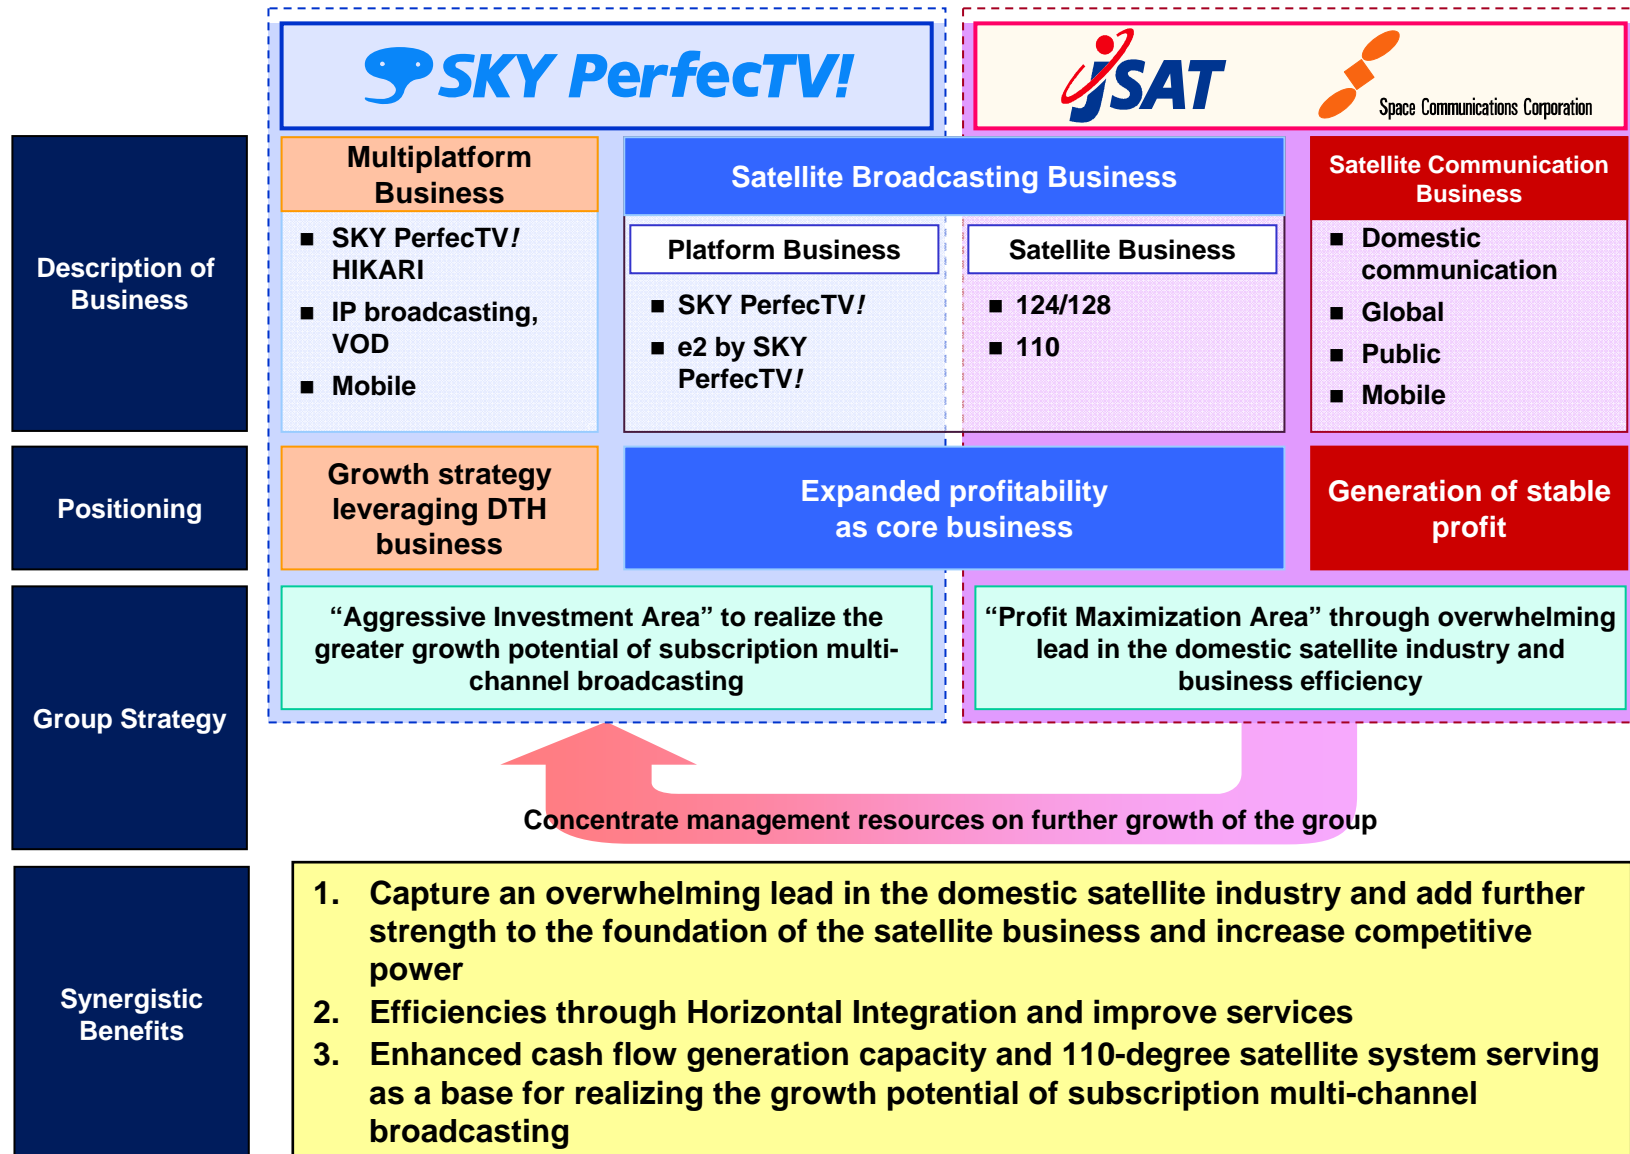 SKY PerfecTV!
JSAT
Space Communications Corporation
Description of
Business
Multiplatform
Business
■ SKY PerfecTV!
HIKARI
■ IP broadcasting,
VOD
■ Mobile
Satellite Broadcasting Business
Platform Business
■ SKY PerfecTV!
■ e2 by SKY
PerfecTV!
Satellite Business
■ 124/128
■ 110
Satellite Communication
Business
■ Domestic
communication
■ Global
■ Public
■ Mobile
Positioning
Growth strategy
leveraging DTH
business
Expanded profitability
as core business
Generation of stable
profit
Group Strategy
“Aggressive Investment Area” to realize the
greater growth potential of subscription multi-
channel broadcasting
“Profit Maximization Area” through overwhelming
lead in the domestic satellite industry and
business efficiency
Concentrate management resources on further growth of the group
Synergistic
Benefits
1. Capture an overwhelming lead in the domestic satellite industry and add further
strength to the foundation of the satellite business and increase competitive
power
2. Efficiencies through Horizontal Integration and improve services
3. Enhanced cash flow generation capacity and 110-degree satellite system serving
as a base for realizing the growth potential of subscription multi-channel
broadcasting